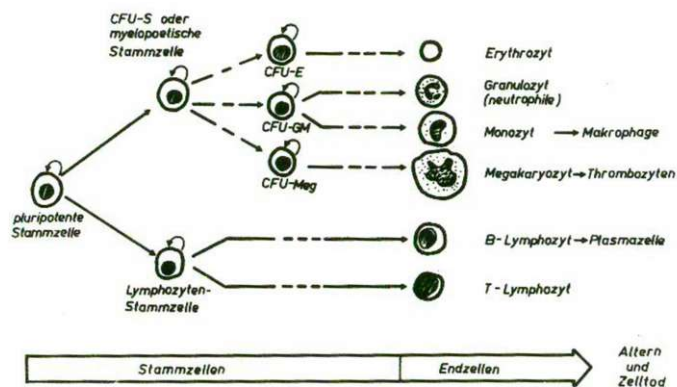 CFU-S oder
myelopoetische
Stammzelle
CFU-E
Erythrozyt
CFU-GM
Granulozyt
(neutrophile)
Monozyt → Makrophage
CFU-Meg
Megakaryozyt→Thrombozyten
pluripotente
Stammzelle
B-Lymphozyt→Plasmazelle
Lymphozyten-
Stammzelle
T-Lymphozyt
Stammzellen
Endzellen
Altern
und
Zelltod